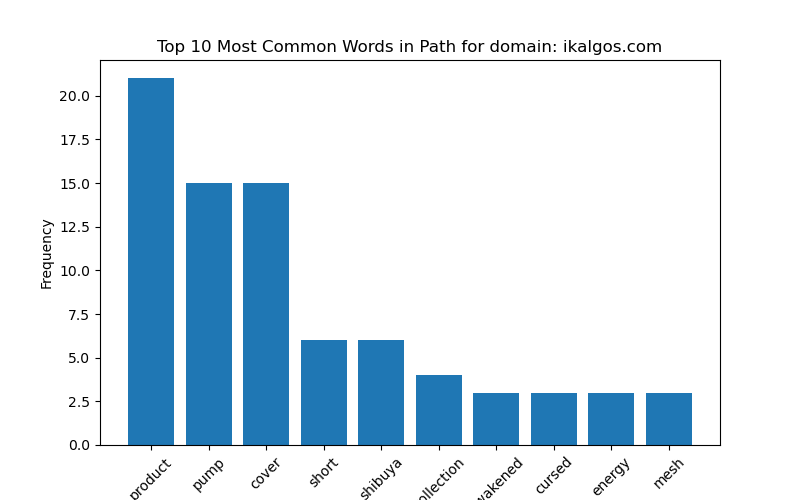 Top 10 Most Common Words in Path for domain: ikalgos.com
Frequency
20.0
17.5
15.0
12.5
10.0
7.5
5.0
2.5
0.0
product
pump
cover
short
shibuya
ollection
wakened
cursed
energy
mesh